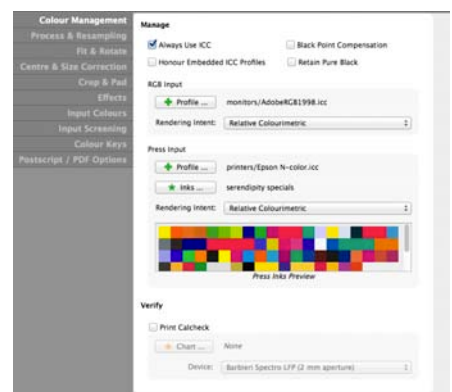 Colour Management
Process & Resampling
Fit & Rotate
Centre & Size Correction
Crop & Pad
Effects
Input Colours
Input Screening
Colour Keys
Postscript / PDF Options
Manage
Always Use ICC
Black Point Compensation
Honour Embedded ICC Profiles
Retain Pure Black
RGB Input
Profile ...
monitors/AdobeRGB1998.icc
Rendering Intent:
Relative Colourimetric
Press Input
Profile ...
printers/Epson N-color.icc
Inks ...
serendipity specials
Rendering Intent:
Relative Colourimetric
Press Inks Preview
Verify
Print Calcheck
Chart ...
None
Device:
Barbieri Spectro LFP (2 mm aperture)